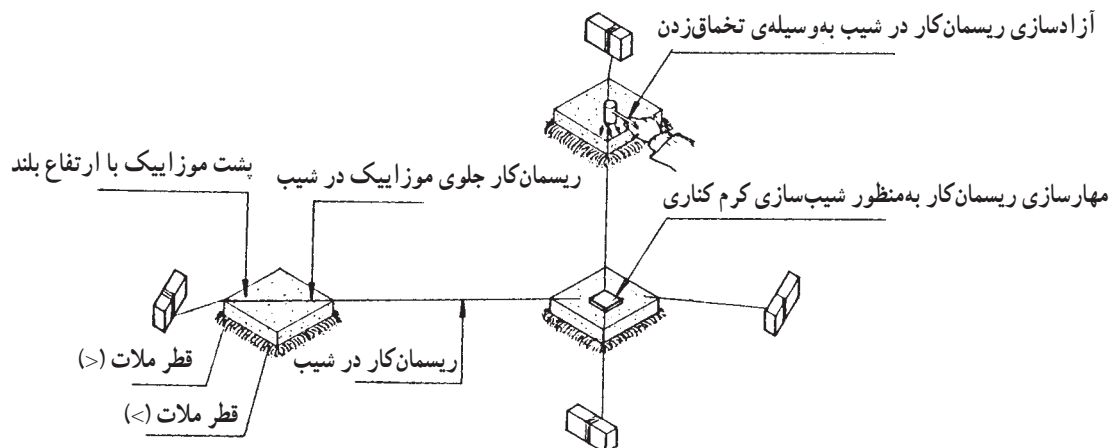 آزادسازی ریسمان‌کار در شیب به‌وسیله‌ی تخماق‌زدن
پشت موزاییک با ارتفاع بلند
ریسمان‌کار جلوی موزاییک در شیب
مهارسازی ریسمان‌کار به‌منظور شیب‌سازی کرم کناری
قطر ملات (<)
ریسمان‌کار در شیب
قطر ملات (>)